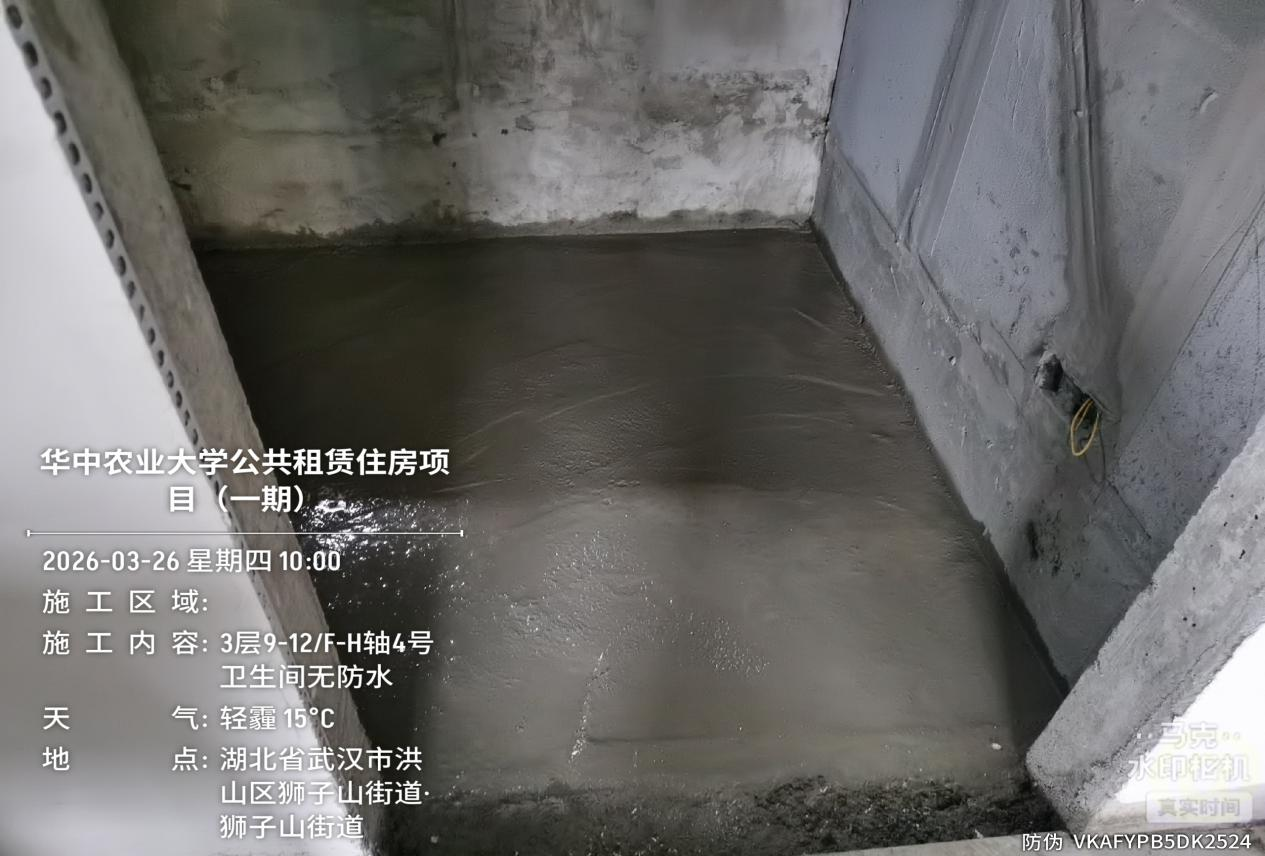 华中农业大学公共租赁住房项
目（一期）
2026-03-26 星期四 10:00
施工区域:
施工内容: 3层9-12/F-H轴4号
卫生间无防水
天气: 轻霾 15°C
地点: 湖北省武汉市洪
山区狮子山街道·
狮子山街道
马克
水印相机
真实时间
防伪 VKAFYPB5DK2524